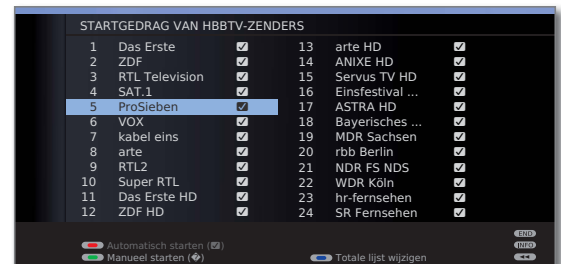 STARTGEDRAG VAN HBBTV-ZENDERS
1 Das Erste ☑
2 ZDF ☑
3 RTL Television ☑
4 SAT.1 ☑
5 ProSieben ☑
6 VOX ☑
7 kabel eins ☑
8 arte ☑
9 RTL2 ☑
10 Super RTL ☑
11 Das Erste HD ☑
12 ZDF HD ☑
13 arte HD ☑
14 ANIXE HD ☑
15 Servus TV HD ☑
16 Einsfestival ... ☑
17 ASTRA HD ☑
18 Bayerisches ... ☑
19 MDR Sachsen ☑
20 rbb Berlin ☑
21 NDR FS NDS ☑
22 WDR Köln ☑
23 hr-fernsehen ☑
24 SR Fernsehen ☑
Automatisch starten (☑)
Manueel starten (�)
Totale lijst wijzigen
END
INFO